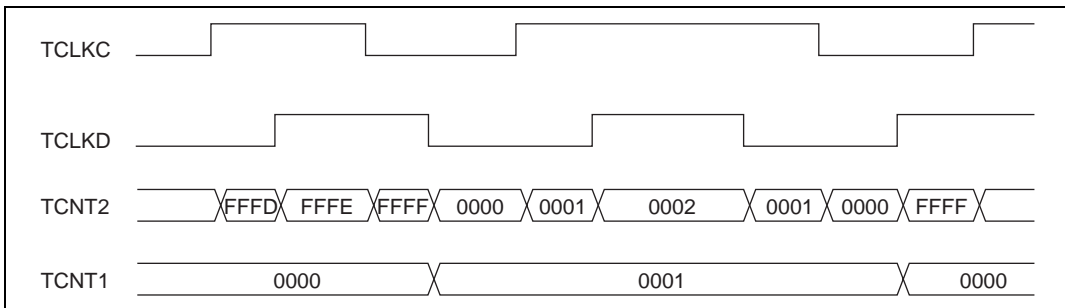 TCLKC
TCLKD
TCNT2 FFFD FFFE FFFF 0000 0001 0002 0001 0000 FFFF
TCNT1 0000 0001 0000